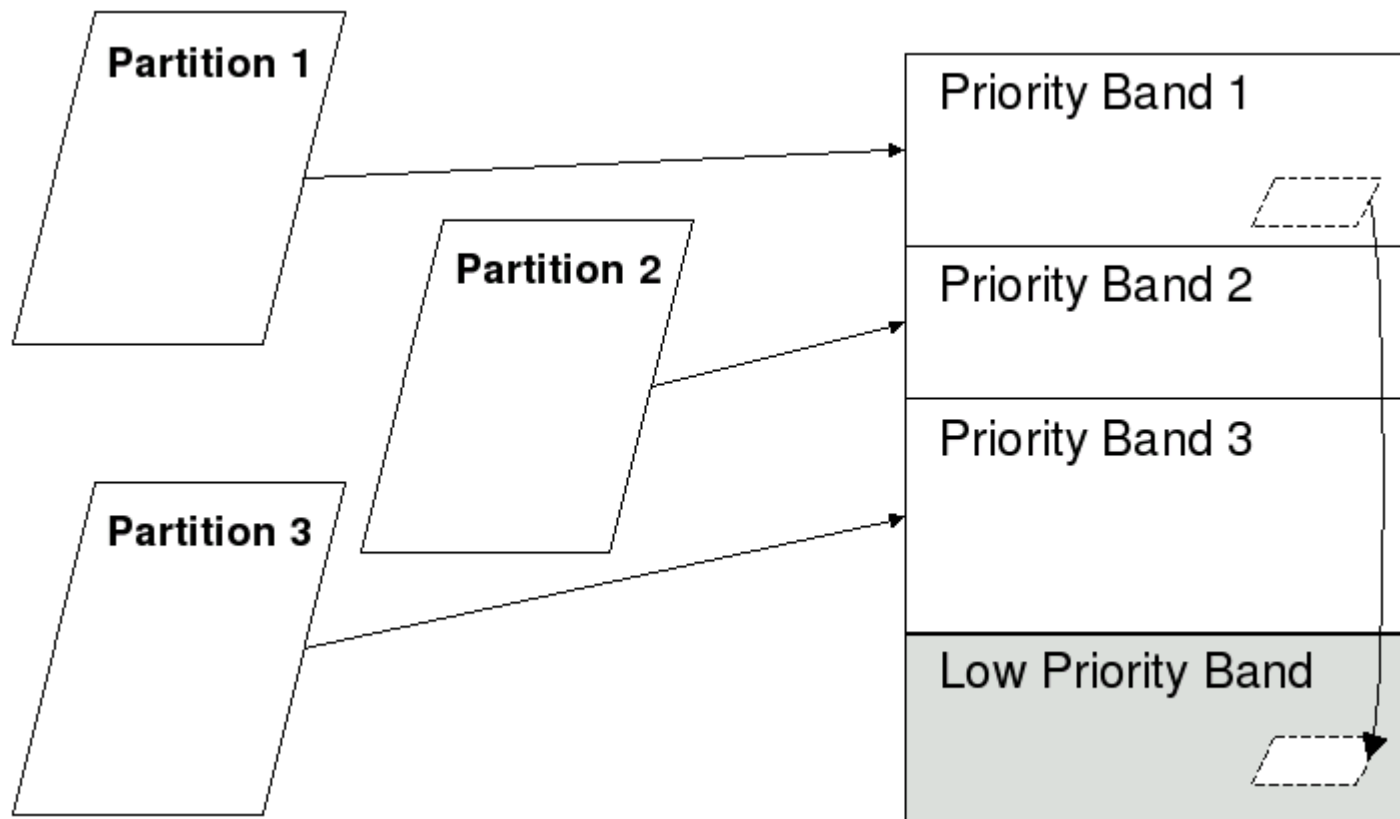 Partition 1
Partition 2
Partition 3
Priority Band 1
Priority Band 2
Priority Band 3
Low Priority Band